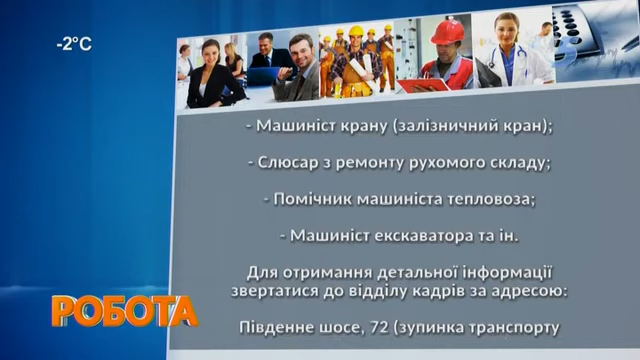 -2°C
- Машиніст крану (залізничний кран);
- Слюсар з ремонту рухомого складу;
- Помічник машиніста тепловоза;
- Машиніст екскаватора та ін.
Для отримання детальної інформації
звертатися до відділу кадрів за адресою:
Південне шосе, 72 (зупинка транспорту
РОБОТА